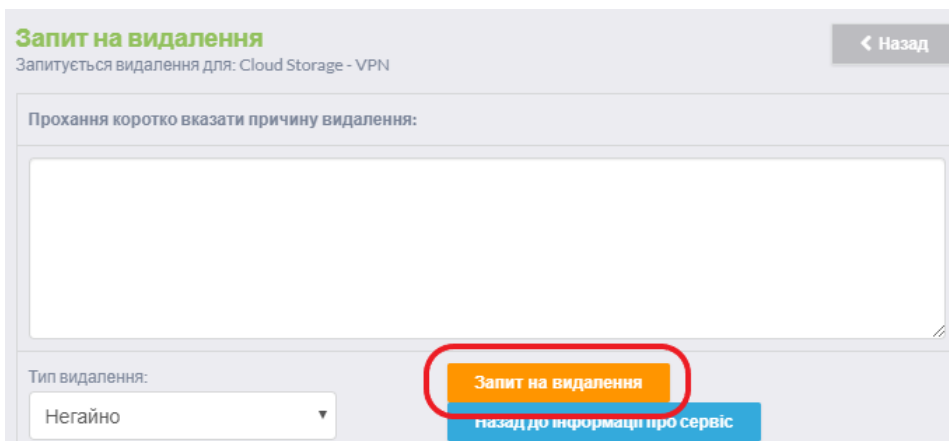 Запит на видалення
Назад
Запитується видалення для: Cloud Storage - VPN
Прохання коротко вказати причину видалення:
Тип видалення:
Запит на видалення
Негайно
Назад до інформації про сервіс